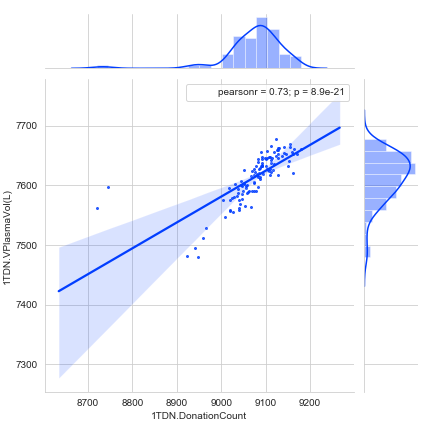 pearsonr = 0.73; p = 8.9e-21
7700
7600
7500
7400
7300
1TDN.VPlasmaVol(L)
8700 8800 8900 9000 9100 9200
1TDN.DonationCount